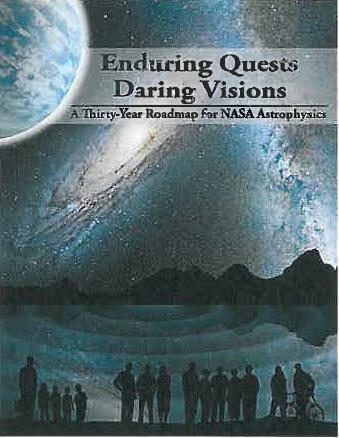 Enduring Quests
Daring Visions
A Thirty-Year Roadmap for NASA Astrophysics